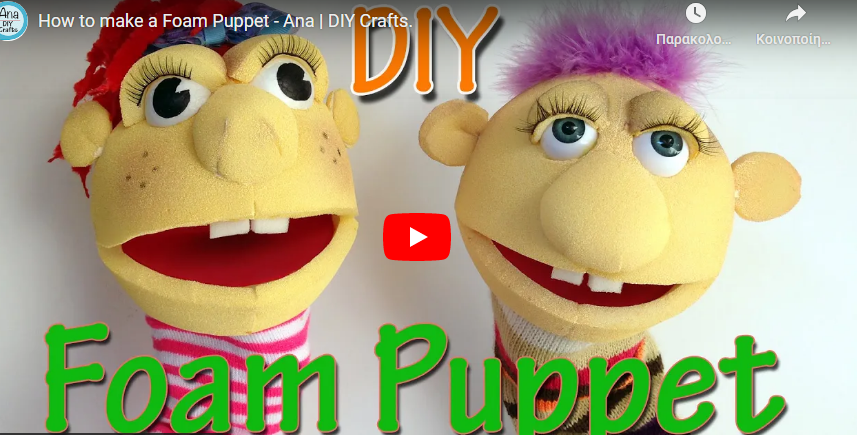 Ana
DIY
Crafts
How to make a Foam Puppet - Ana | DIY Crafts.
Παρακολο...
Κοινοποίη...
DIY
Foam Puppet